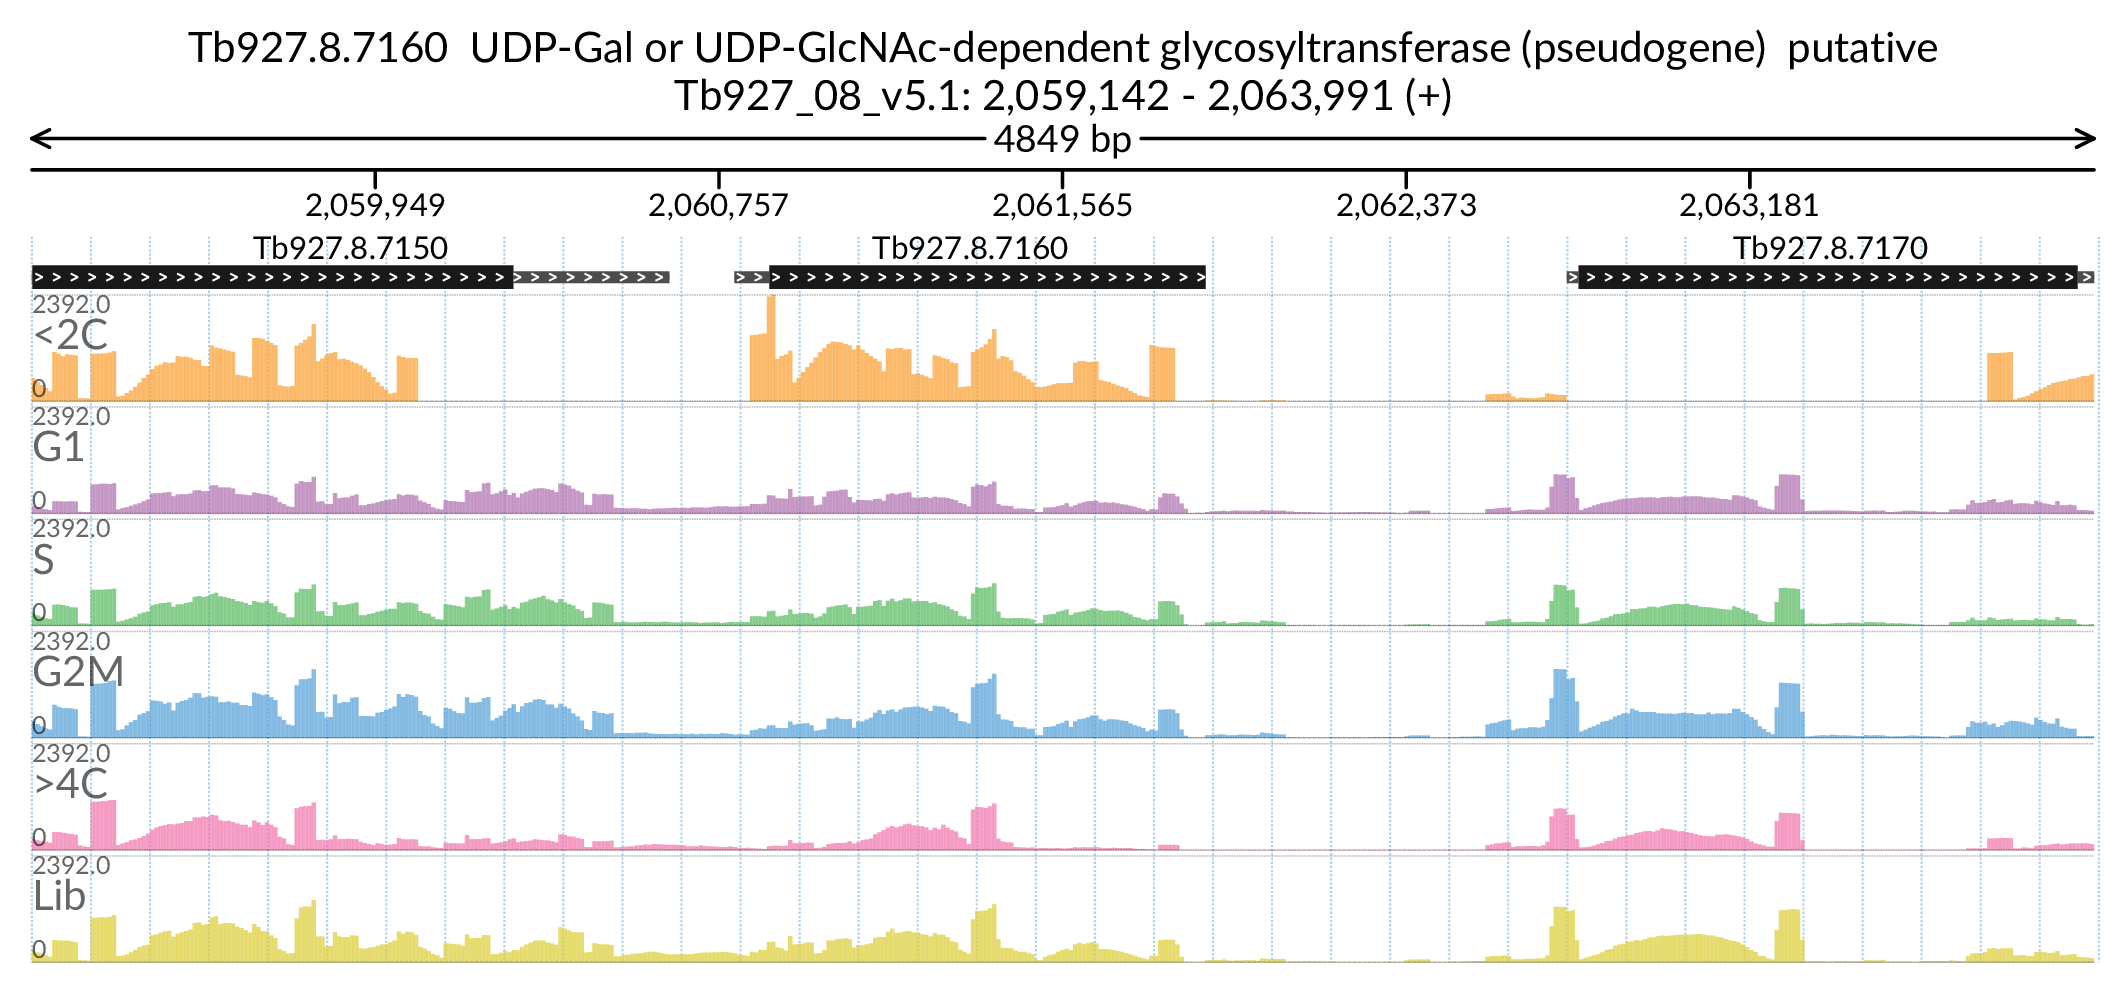 Tb927.8.7160 UDP-Gal or UDP-GlcNAc-dependent glycosyltransferase (pseudogene) putative
Tb927_08_v5.1: 2,059,142 - 2,063,991 (+)
4849 bp
2,059,949 2,060,757 2,061,565 2,062,373 2,063,181
Tb927.8.7150 Tb927.8.7160 Tb927.8.7170
2392.0
<2C
0
2392.0
G1
0
2392.0
S
0
2392.0
G2M
0
2392.0
>4C
0
2392.0
Lib
0